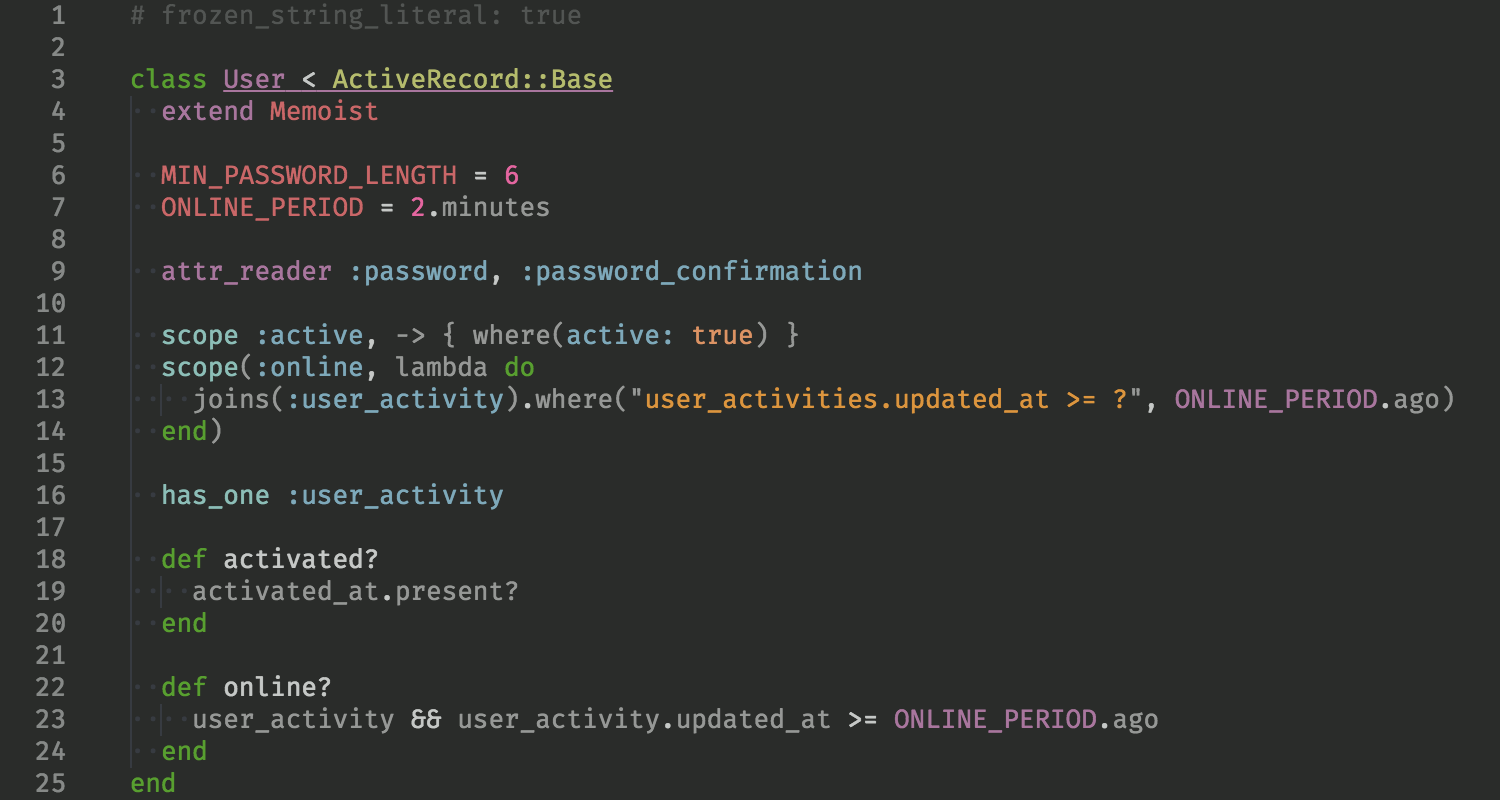 1 # frozen_string_literal: true
2
3 class User < ActiveRecord::Base
4   extend Memoist
5
6   MIN_PASSWORD_LENGTH = 6
7   ONLINE_PERIOD = 2.minutes
8
9   attr_reader :password, :password_confirmation
10
11   scope :active, -> { where(active: true) }
12   scope(:online, lambda do
13     joins(:user_activity).where("user_activities.updated_at >= ?", ONLINE_PERIOD.ago)
14   end)
15
16   has_one :user_activity
17
18   def activated?
19     activated_at.present?
20   end
21
22   def online?
23     user_activity && user_activity.updated_at >= ONLINE_PERIOD.ago
24   end
25 end